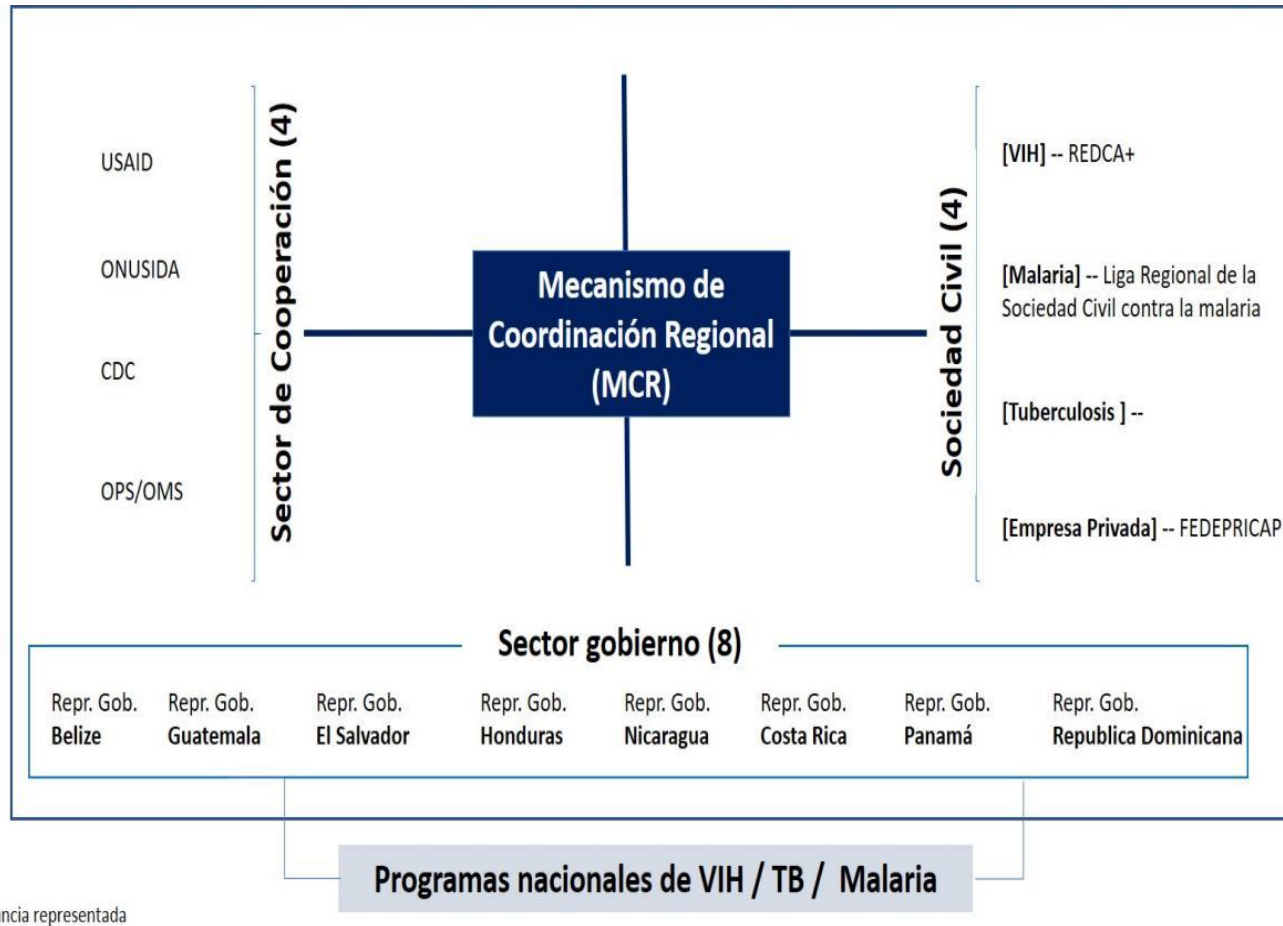 Sector de Cooperación (4)
USAID
ONUSIDA
CDC
OPS/OMS
Mecanismo de
Coordinación Regional
(MCR)
Sociedad Civil (4)
[VIH] -- REDCA+
[Malaria] -- Liga Regional de la
Sociedad Civil contra la malaria
[Tuberculosis ] --
[Empresa Privada] -- FEDEPRICAP
Sector gobierno (8)
Repr. Gob.
Belize
Repr. Gob.
Guatemala
Repr. Gob.
El Salvador
Repr. Gob.
Honduras
Repr. Gob.
Nicaragua
Repr. Gob.
Costa Rica
Repr. Gob.
Panamá
Repr. Gob.
Republica Dominicana
Programas nacionales de VIH / TB / Malaria
representada